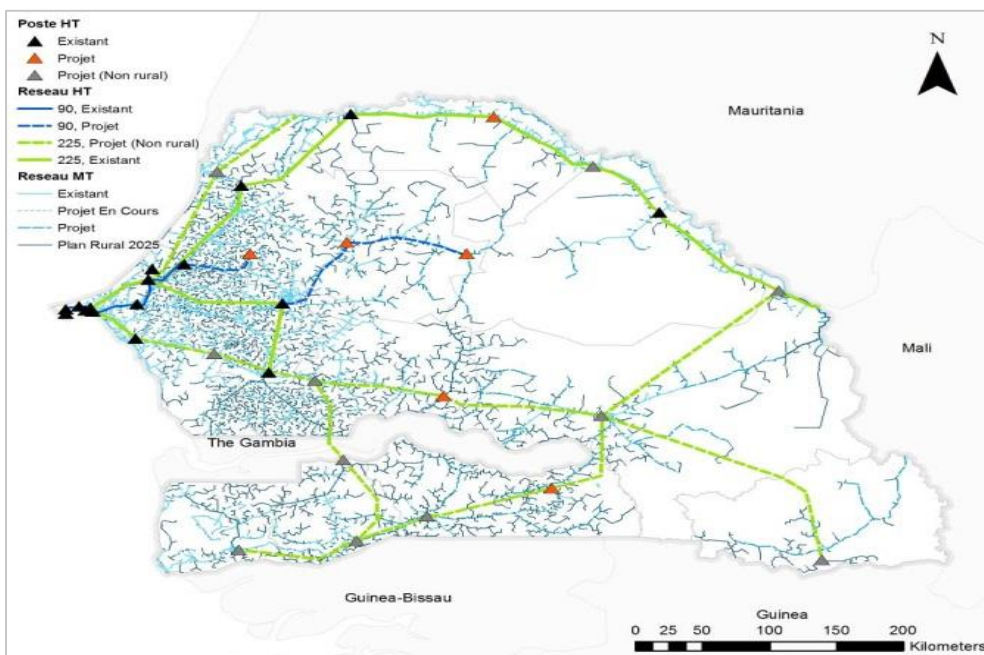 Poste HT
Existant
Projet
Projet (Non rural)
Reseau HT
90, Existant
90, Projet
225, Projet (Non rural)
225, Existant
Reseau MT
Existant
Projet En Cours
Projet
Plan Rural 2025
N
Mauritania
Mali
The Gambia
Guinea-Bissau
Guinea
0 25 50 100 150 200
Kilometers